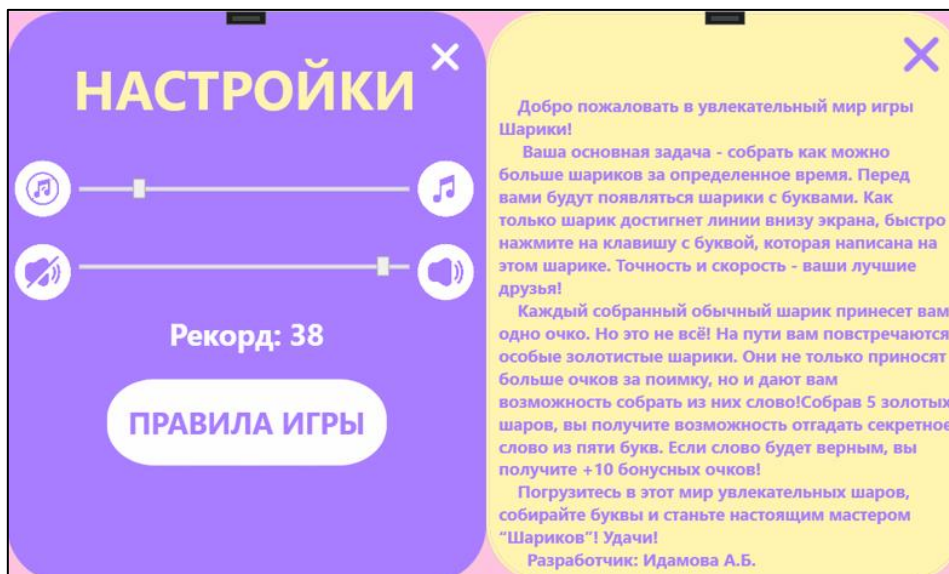 НАСТРОЙКИ
Рекорд: 38
ПРАВИЛА ИГРЫ
Добро пожаловать в увлекательный мир игры
Шарики!
Ваша основная задача - собрать как можно
больше шариков за определенное время. Перед
вами будут появляться шарики с буквами. Как
только шарик достигнет линии внизу экрана, быстро
нажмите на клавишу с буквой, которая написана на
этом шарике. Точность и скорость - ваши лучшие
друзья!
Каждый собранный обычный шарик принесет вам
одно очко. Но это не всё! На пути вам повстречаются
особые золотистые шарики. Они не только приносят
больше очков за поимку, но и дают вам
возможность собрать из них слово!Собрав 5 золотых
шаров, вы получите возможность отгадать секретное
слово из пяти букв. Если слово будет верным, вы
получите +10 бонусных очков!
Погрузитесь в этот мир увлекательных шаров,
собирайте буквы и станьте настоящим мастером
“Шариков”! Удачи!
Разработчик: Идамова А.Б.